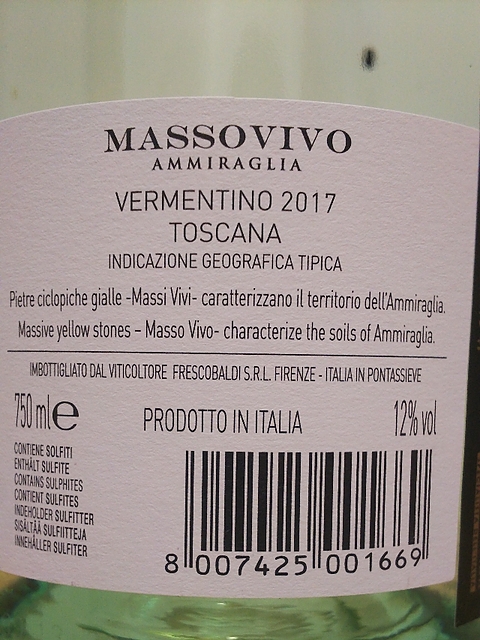 MASSOVIVO
AMMIRAGLIA
VERMENTINO 2017
TOSCANA
INDICAZIONE GEOGRAFICA TIPICA
Pietre ciclopiche gialle -Massi Vivi- caratterizzano il territorio dell'Ammiraglia.
Massive yellow stones – Masso Vivo- characterize the soils of Ammiraglia.
IMBOTTIGLIATO DAL VITICOLTORE FRESCOBALDI S.R.L. FIRENZE - ITALIA IN PONTASSIEVE
750 ml e PRODOTTO IN ITALIA 12% vol
CONTIENE SOLFITI
ENTHÄLT SULFITE
CONTAINS SULPHITES
CONTIENT SULFITES
INDEHOLDER SULFITTER
SISÄLTÄÄ SULFIITTEJA
INNEHÅLLER SULFITER
8 007425 001669